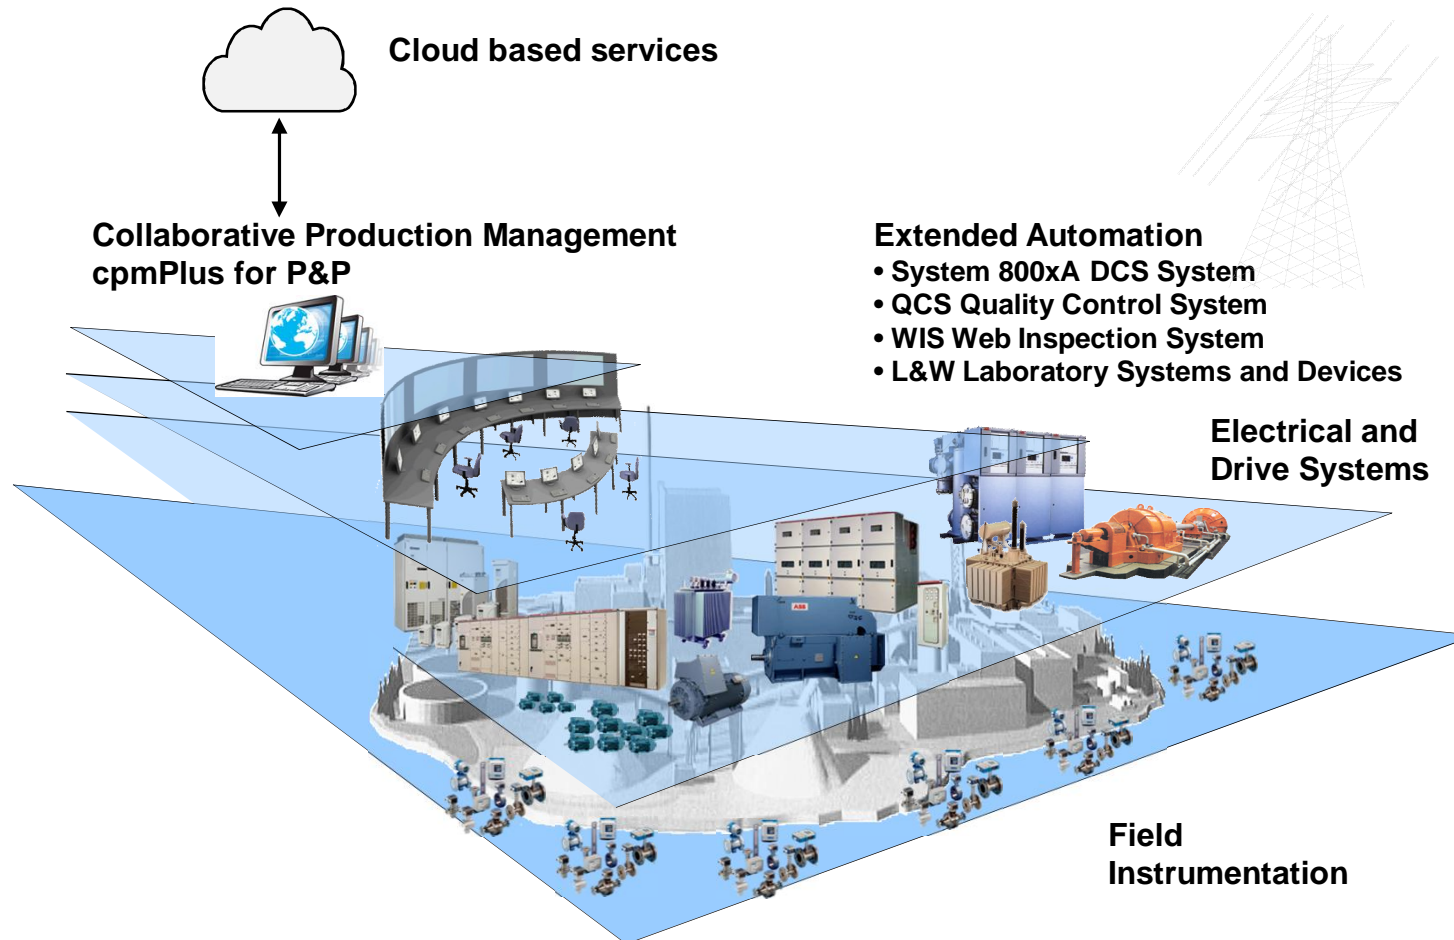 Cloud based services
Collaborative Production Management
cpmPlus for P&P
Extended Automation
• System 800xA DCS System
• QCS Quality Control System
• WIS Web Inspection System
• L&W Laboratory Systems and Devices
Electrical and
Drive Systems
ABB
Field
Instrumentation